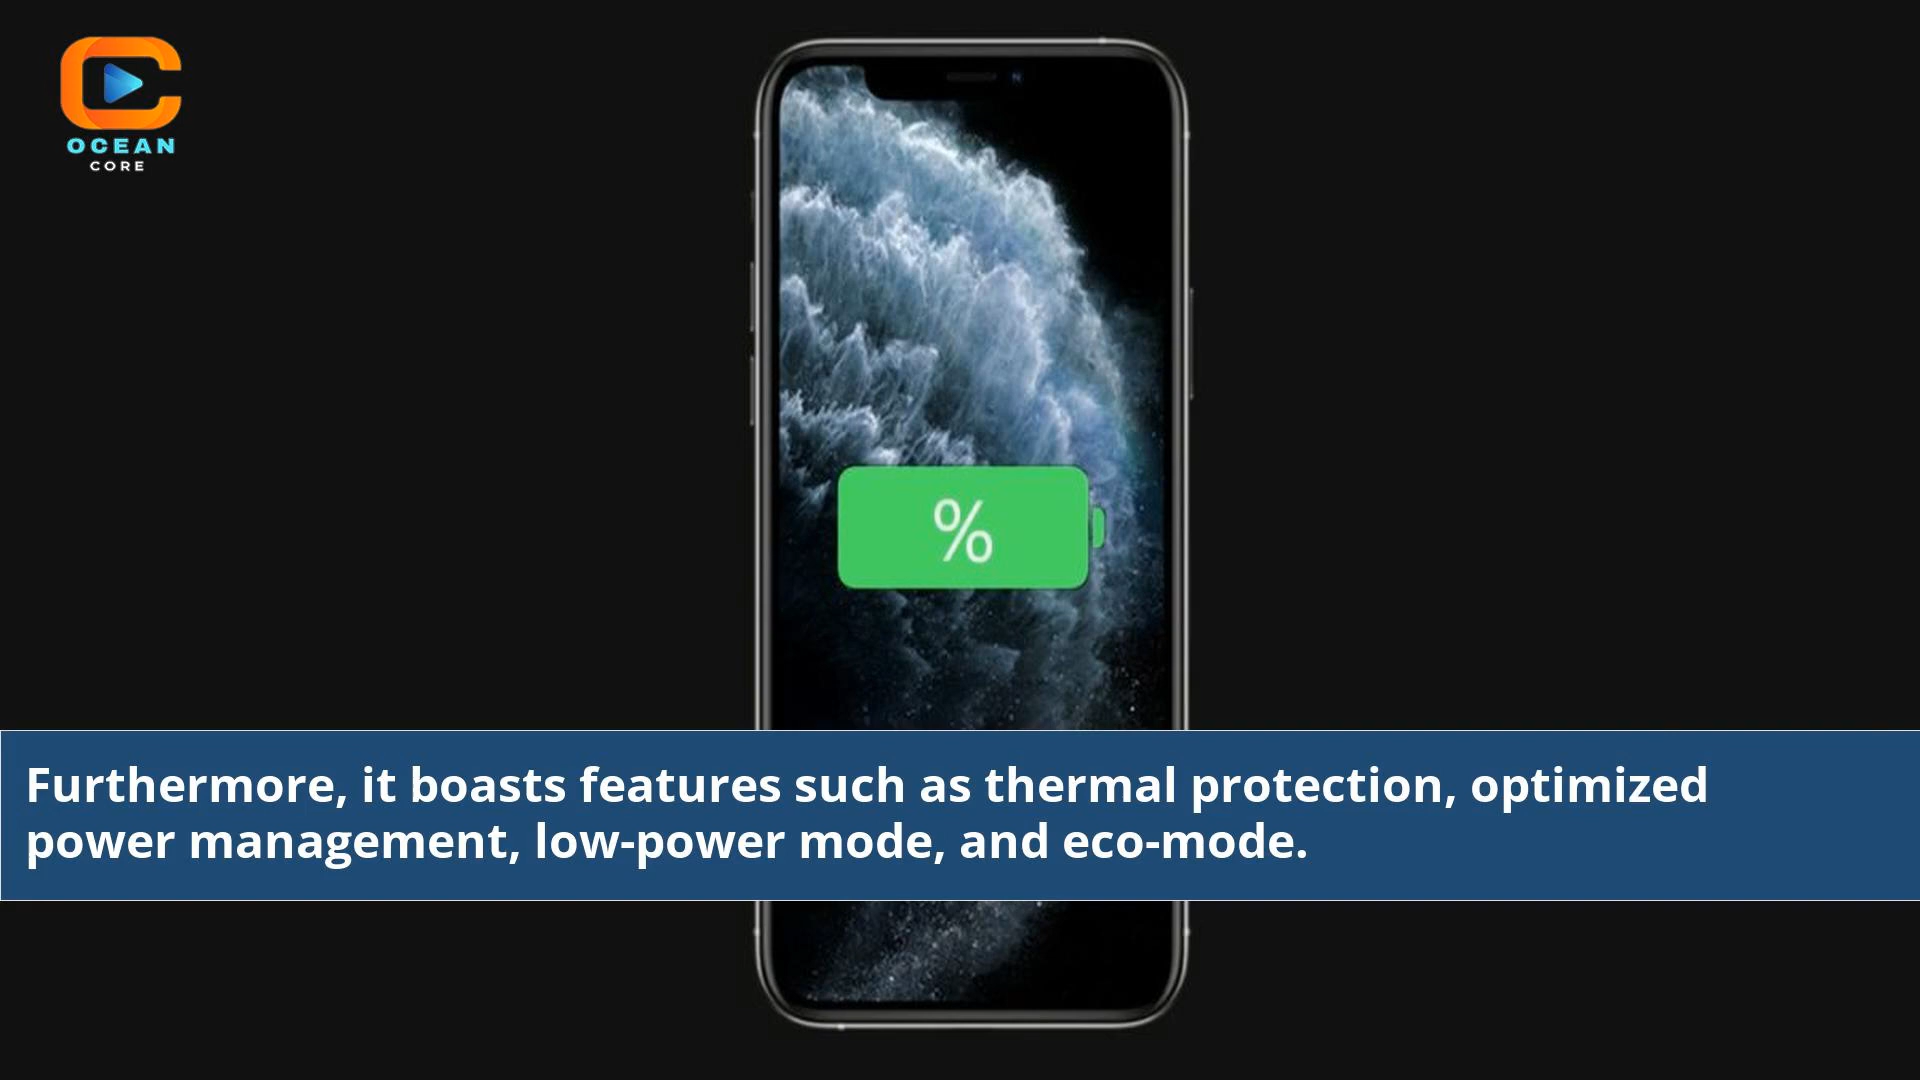 OCEAN
CORE
%
Furthermore, it boasts features such as thermal protection, optimized
power management, low-power mode, and eco-mode.